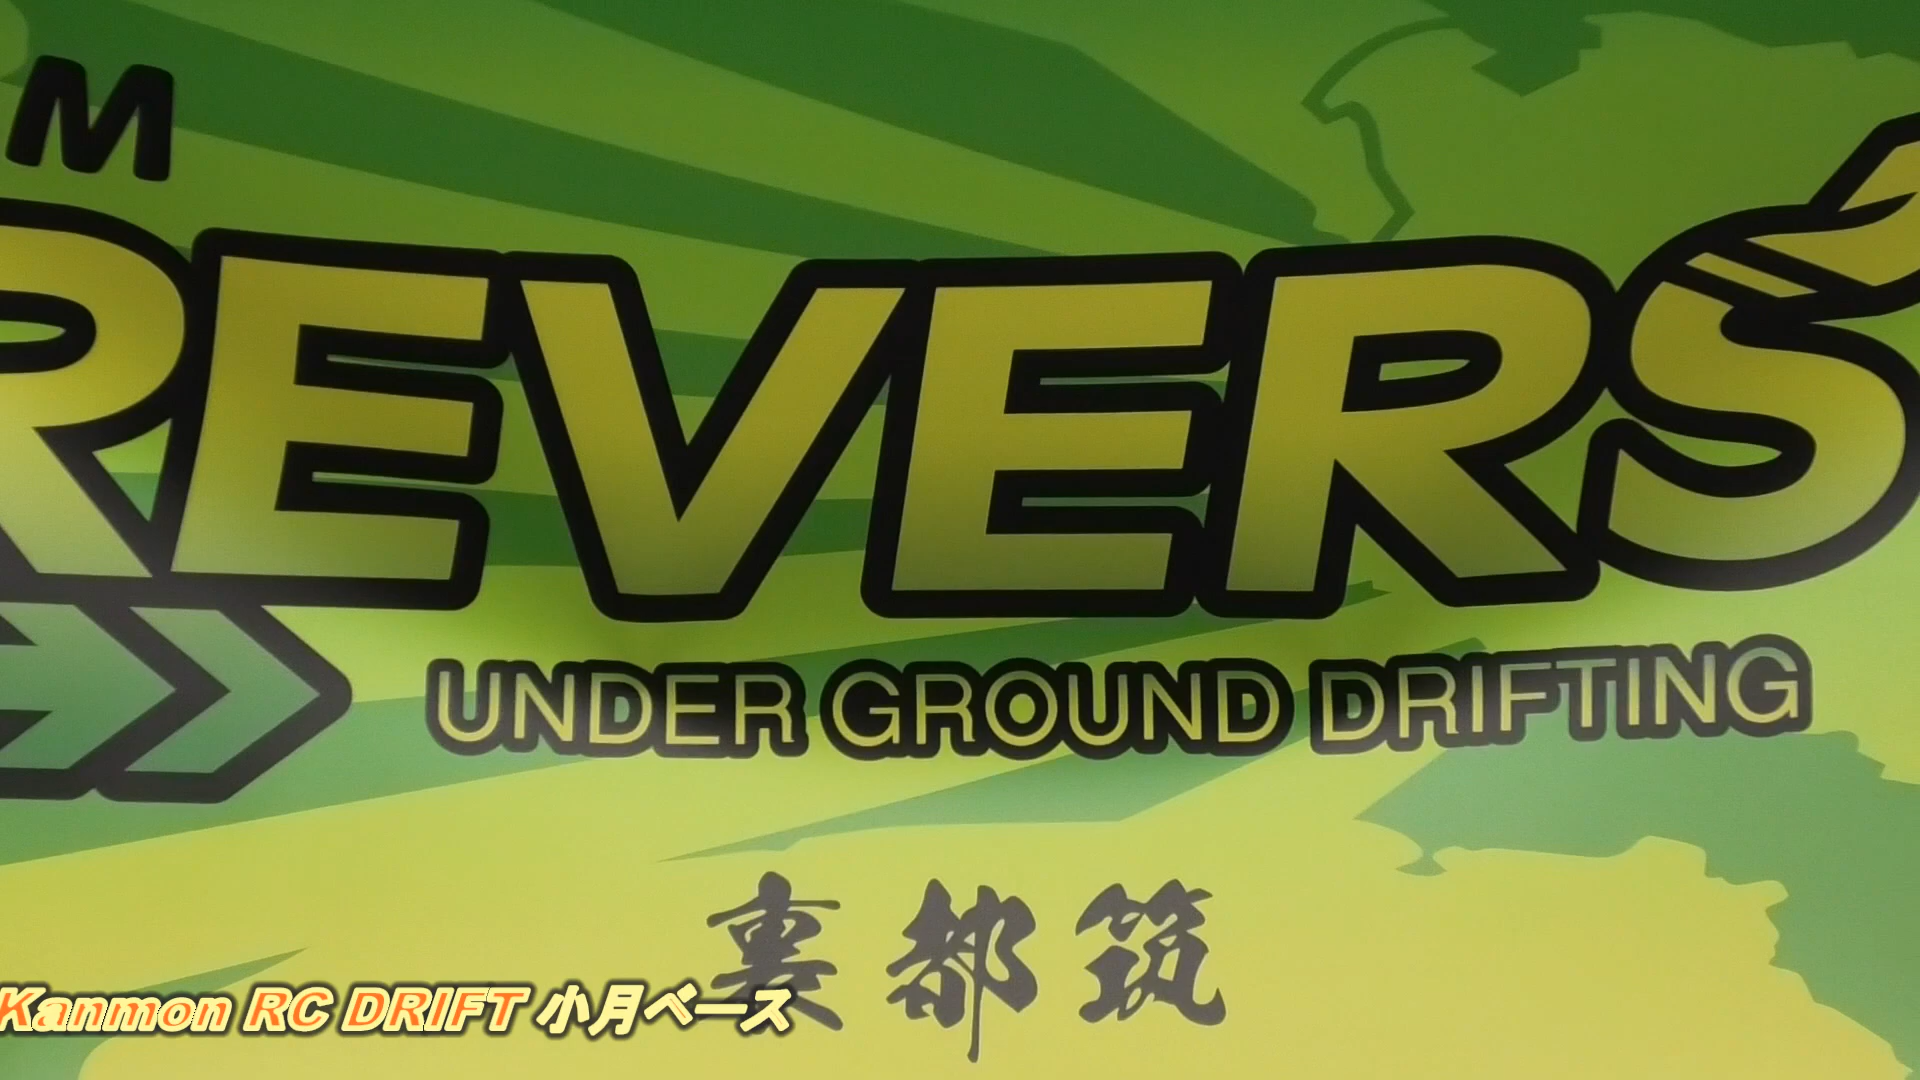 M
REVERS
UNDER GROUND DRIFTING
裏都筑
Kanmon RC DRIFT 小月ベース